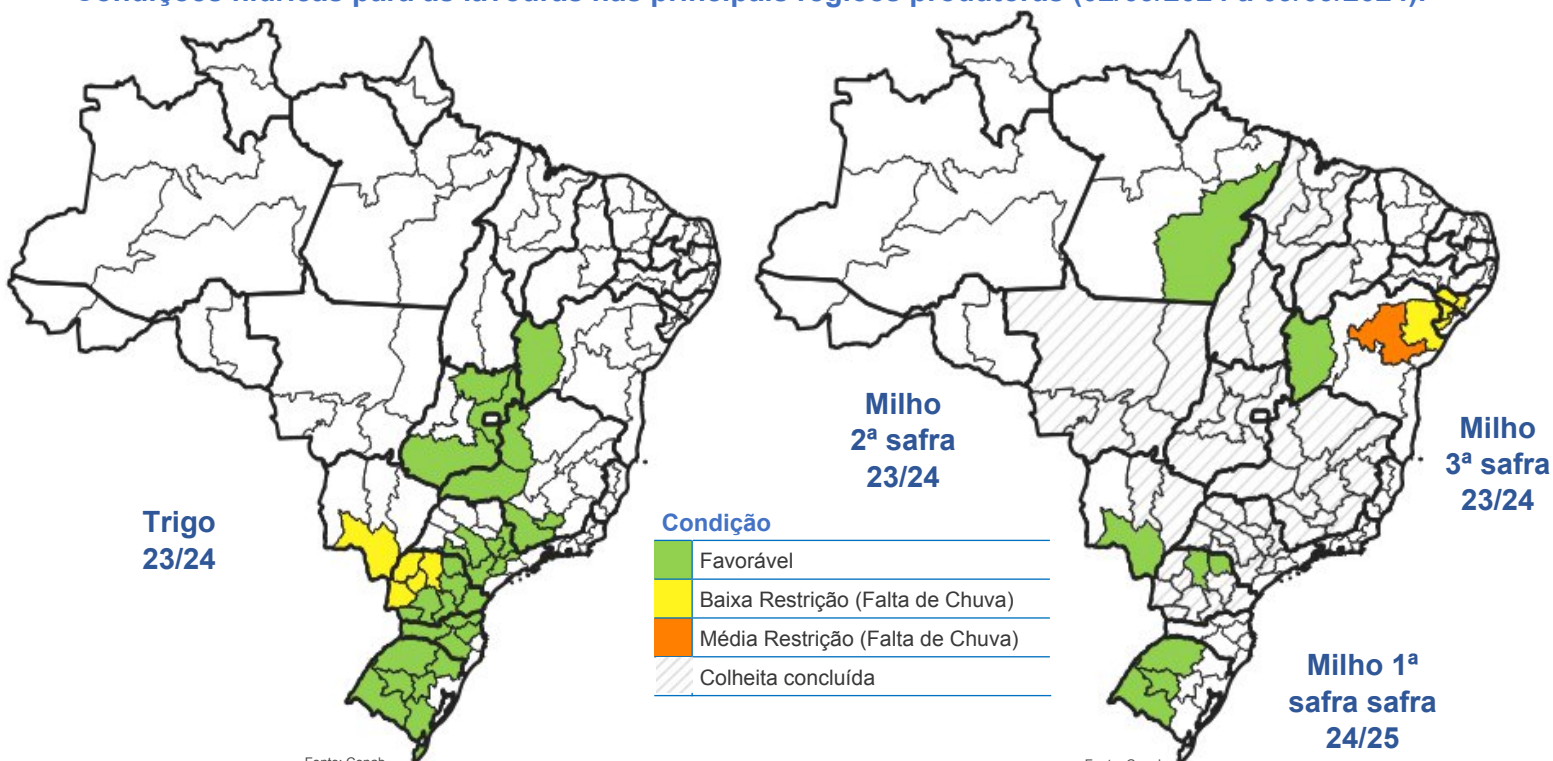 Trigo
23/24
Milho
2ª safra
23/24
Milho
3ª safra
23/24
Condição
Favorável
Baixa Restrição (Falta de Chuva)
Média Restrição (Falta de Chuva)
Colheita concluída
Milho 1ª
safra safra
24/25